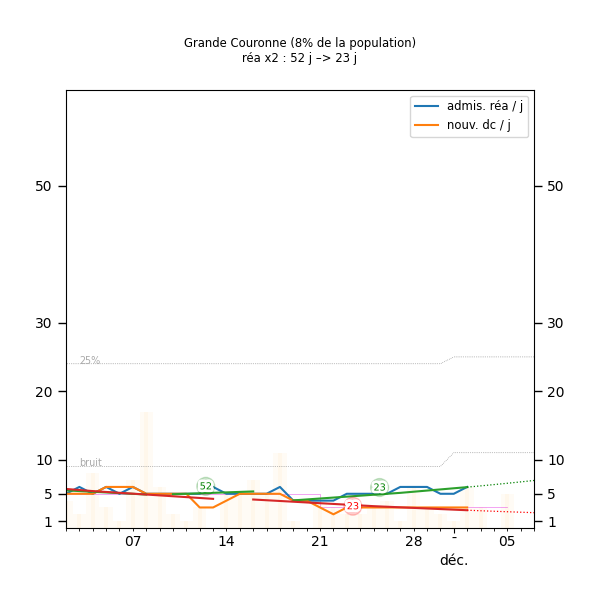 Grande Couronne (8% de la population)
réa x2 : 52 j –> 23 j
admis. réa / j
nouv. dc / j
50 50
30 30
25%
20 20
bruit
10 10
52 23
5 5
23
1 1
07 14 21 28 - 05
déc.